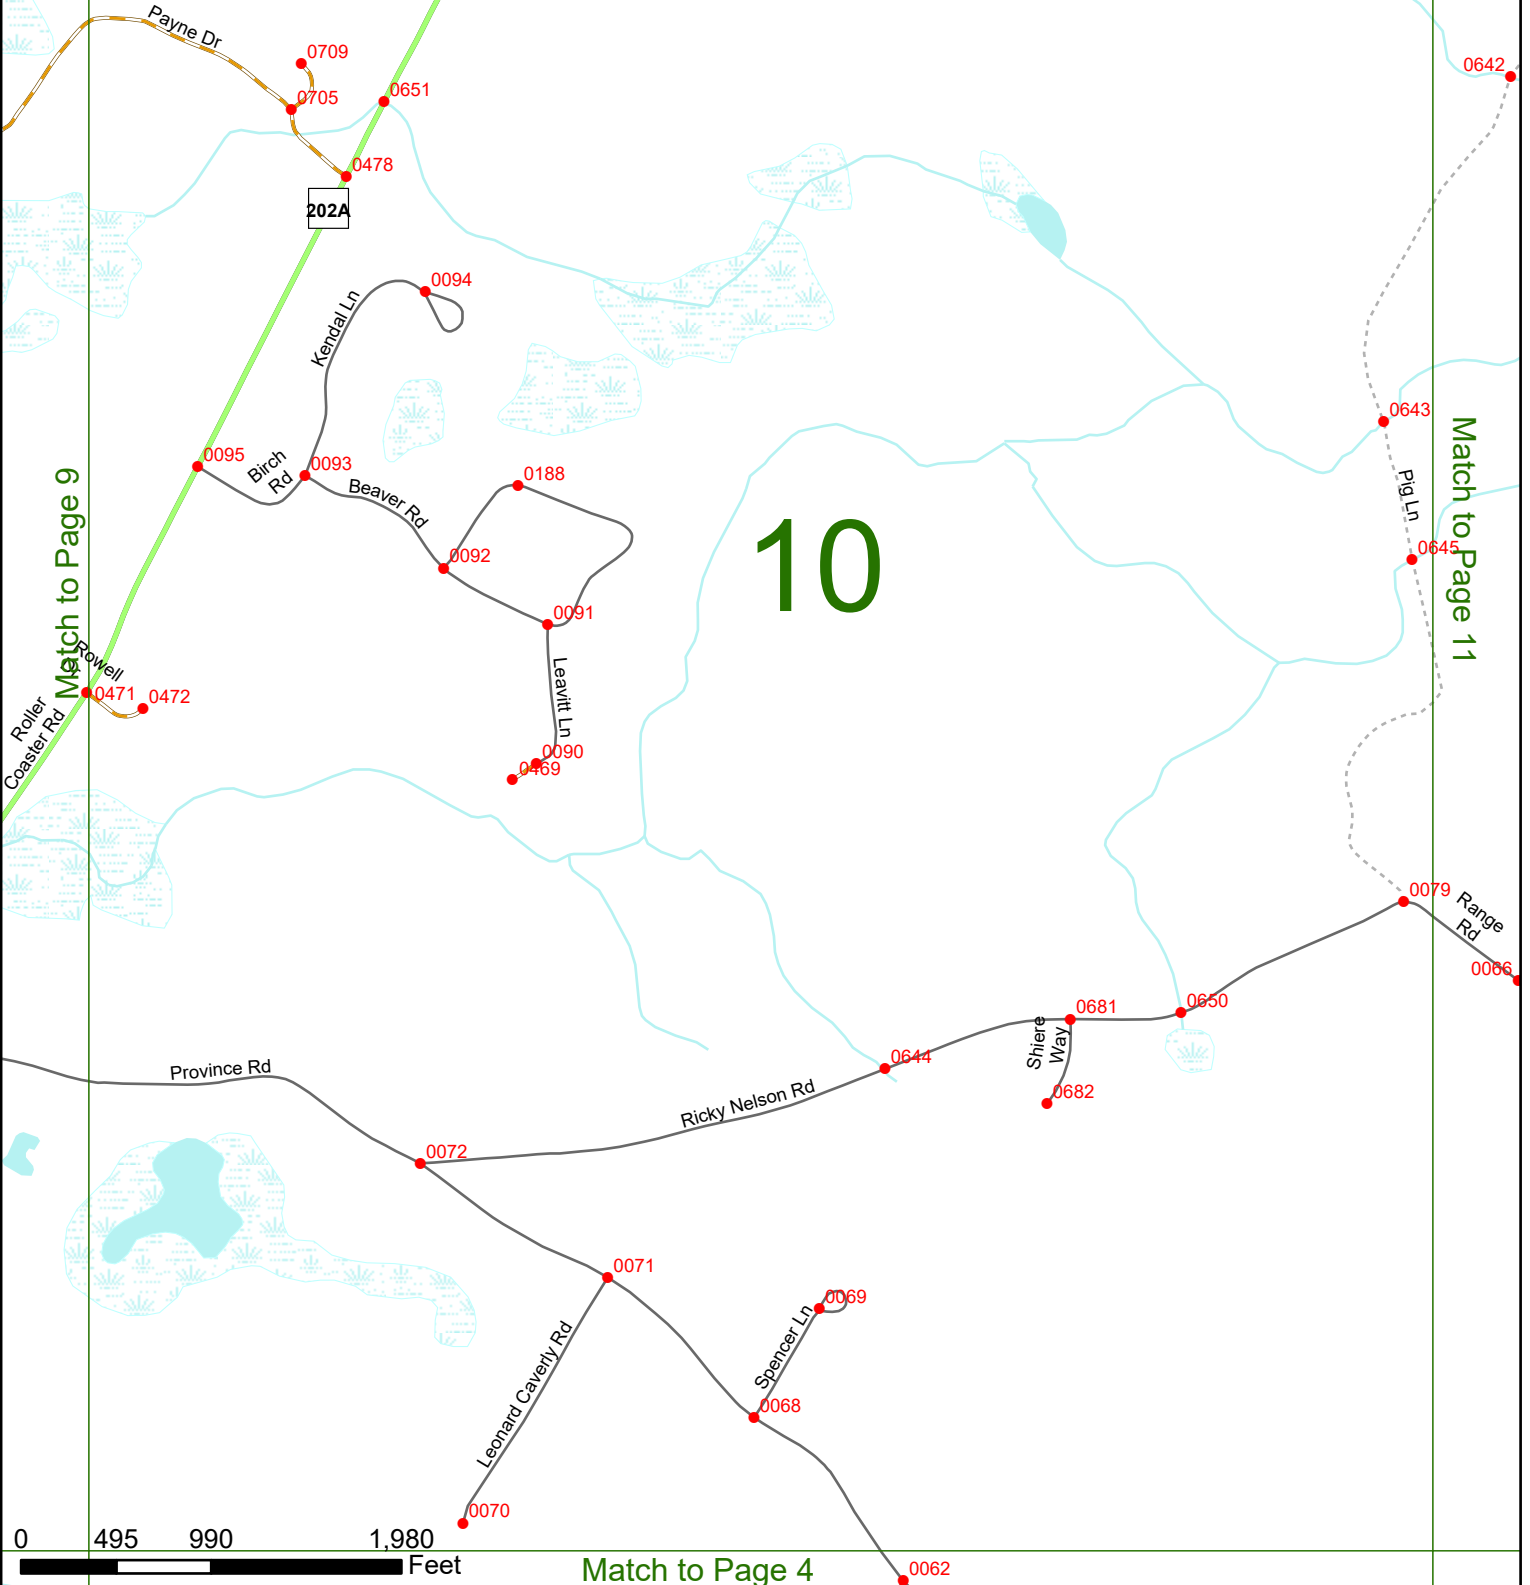 Payne Dr
0709
0705
0651
0642
0478
202A
0094
Kendal Ln
0643
0095
Birch
Rd
0093
0188
Beaver Rd
Pig Ln
Match to Page 9
10
Match to Page 11
0092
0645
0091
Rowell
0471
0472
Leavitt Ln
Roller
Coaster Rd
0090
0469
0079
Range
Rd
0066
0650
0681
Shiere
Way
0644
Province Rd
0682
Ricky Nelson Rd
0072
0071
0069
Spencer Ln
Leonard Caverly Rd
0068
0070
0 495 990 1,980
Feet
Match to Page 4
0062